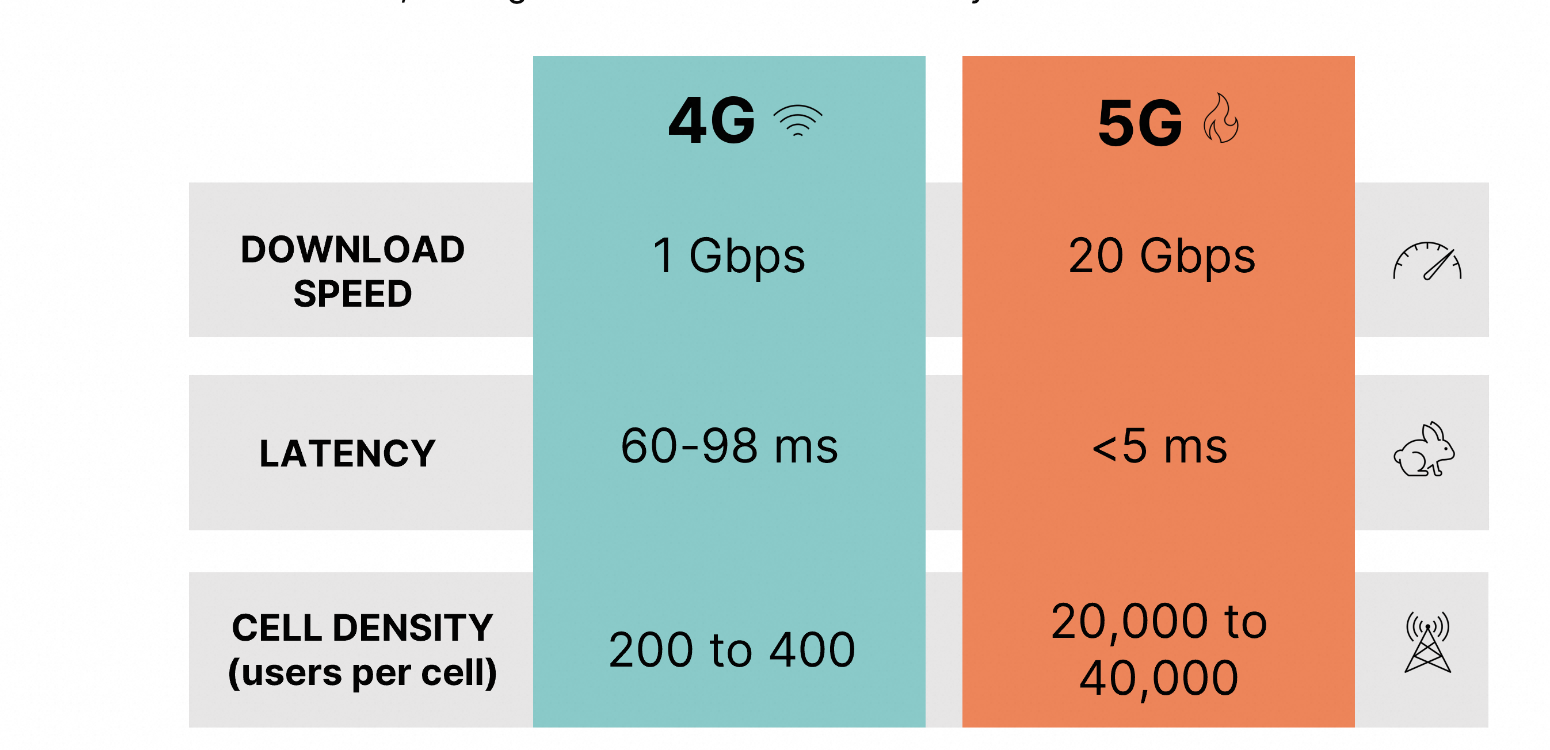 4G
5G
DOWNLOAD
SPEED
1 Gbps
20 Gbps
LATENCY
60-98 ms
<5 ms
CELL DENSITY
(users per cell)
200 to 400
20,000 to
40,000